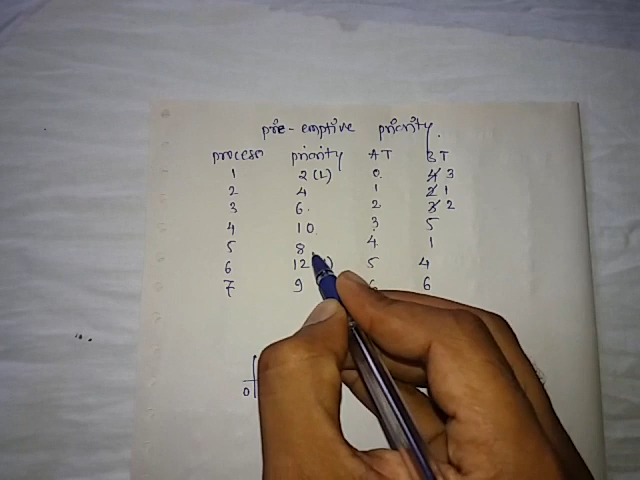 pre-emptive priority.
process priority AT BT
1 2(L) 0. 4 3
2 4 1 2 1
3 6. 2 3 2
4 10 3 5
5 8 4 1
6 12 5 4
7 9 6 6
0